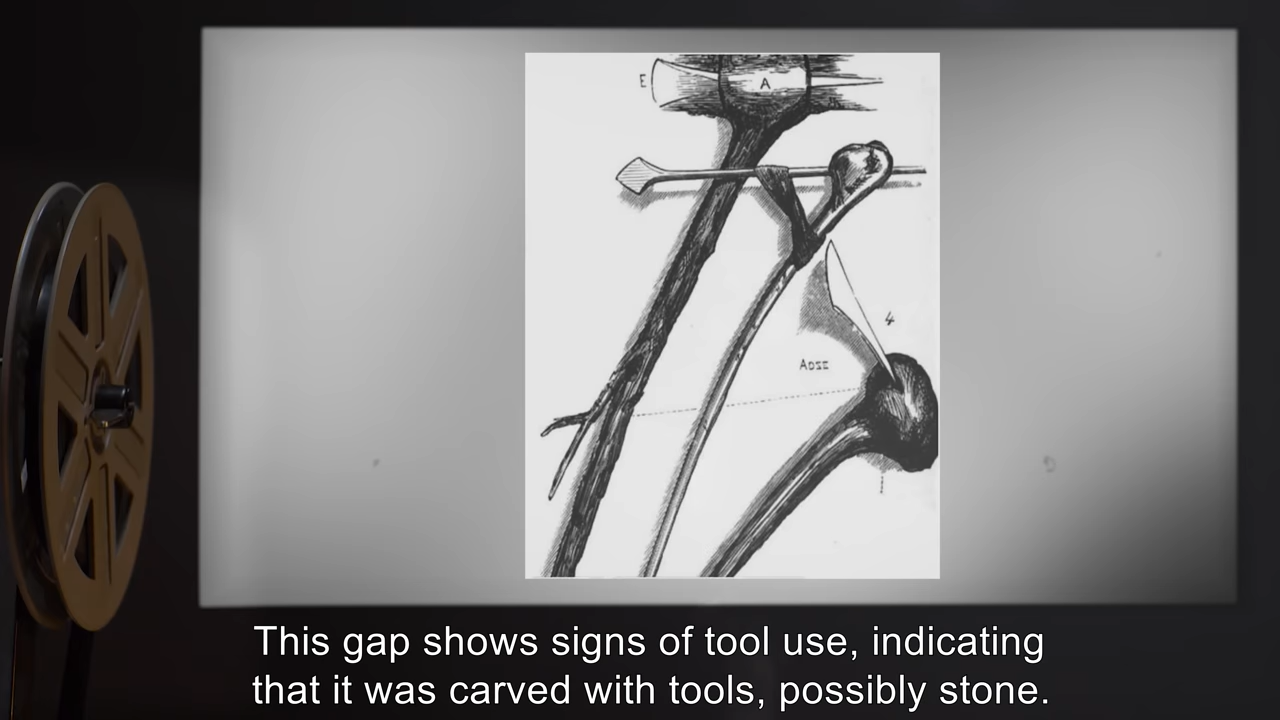 E
A
4
Adze
This gap shows signs of tool use, indicating
that it was carved with tools, possibly stone.